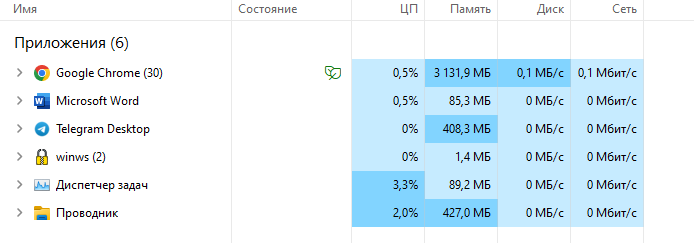 Имя Состояние ЦП Память Диск Сеть
Приложения (6)
Google Chrome (30) 0,5% 3 131,9 МБ 0,1 МБ/с 0,1 Мбит/с
Microsoft Word 0,5% 85,3 МБ 0 МБ/с 0 Мбит/с
Telegram Desktop 0% 408,3 МБ 0 МБ/с 0 Мбит/с
winws (2) 0% 1,4 МБ 0 МБ/с 0 Мбит/с
Диспетчер задач 3,3% 89,2 МБ 0 МБ/с 0 Мбит/с
Проводник 2,0% 427,0 МБ 0 МБ/с 0 Мбит/с